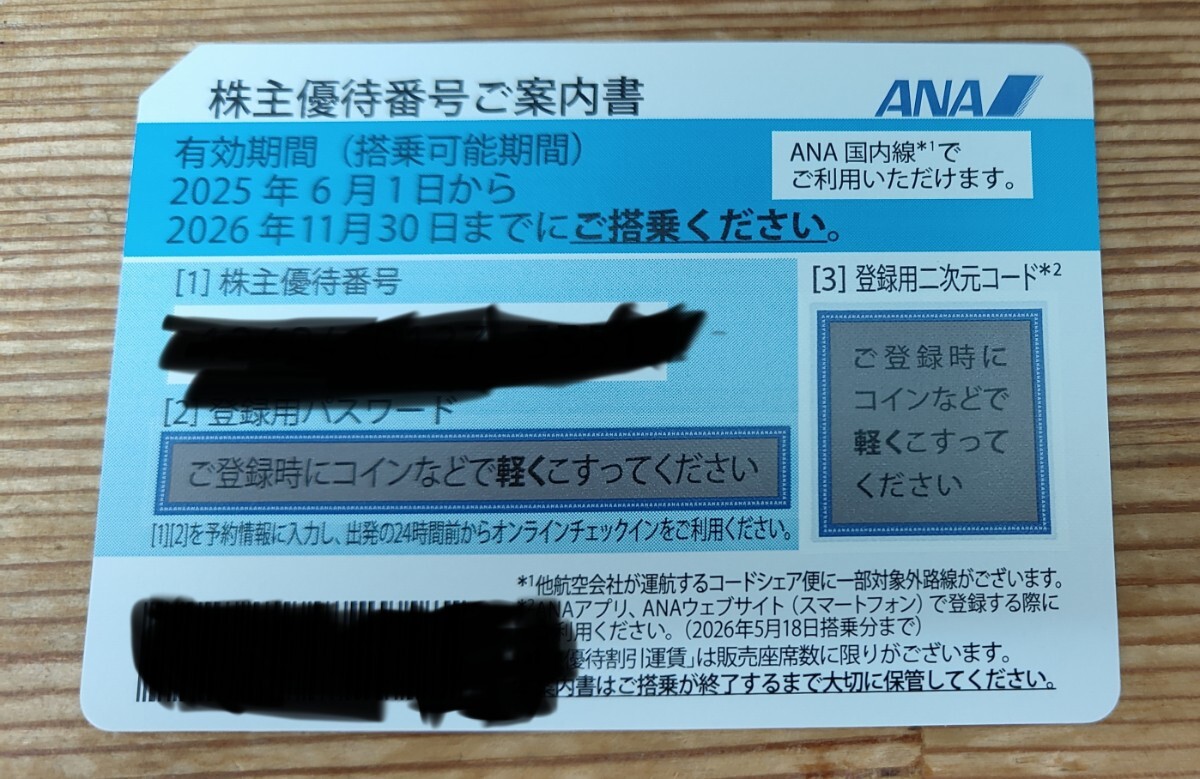 株主優待番号ご案内書
ANA
有効期間（搭乗可能期間）
2025年6月1日から
2026年11月30日までにご搭乗ください。
ANA 国内線*1で
ご利用いただけます。
[1] 株主優待番号
[2] 登録用パスワード
ご登録時にコインなどで軽くこすってください
[1][2]を予約情報に入力し、出発の24時間前からオンラインチェックインをご利用ください。
[3] 登録用二次元コード*2
ご登録時に
コインなどで
軽くこすって
ください
*1他航空会社が運航するコードシェア便に一部対象外路線がございます。
ANAアプリ、ANAウェブサイト（スマートフォン）で登録する際に
利用ください。（2026年5月18日搭乗分まで）
優待割引運賃」は販売座席数に限りがございます。
内書はご搭乗が終了するまで大切に保管してください。